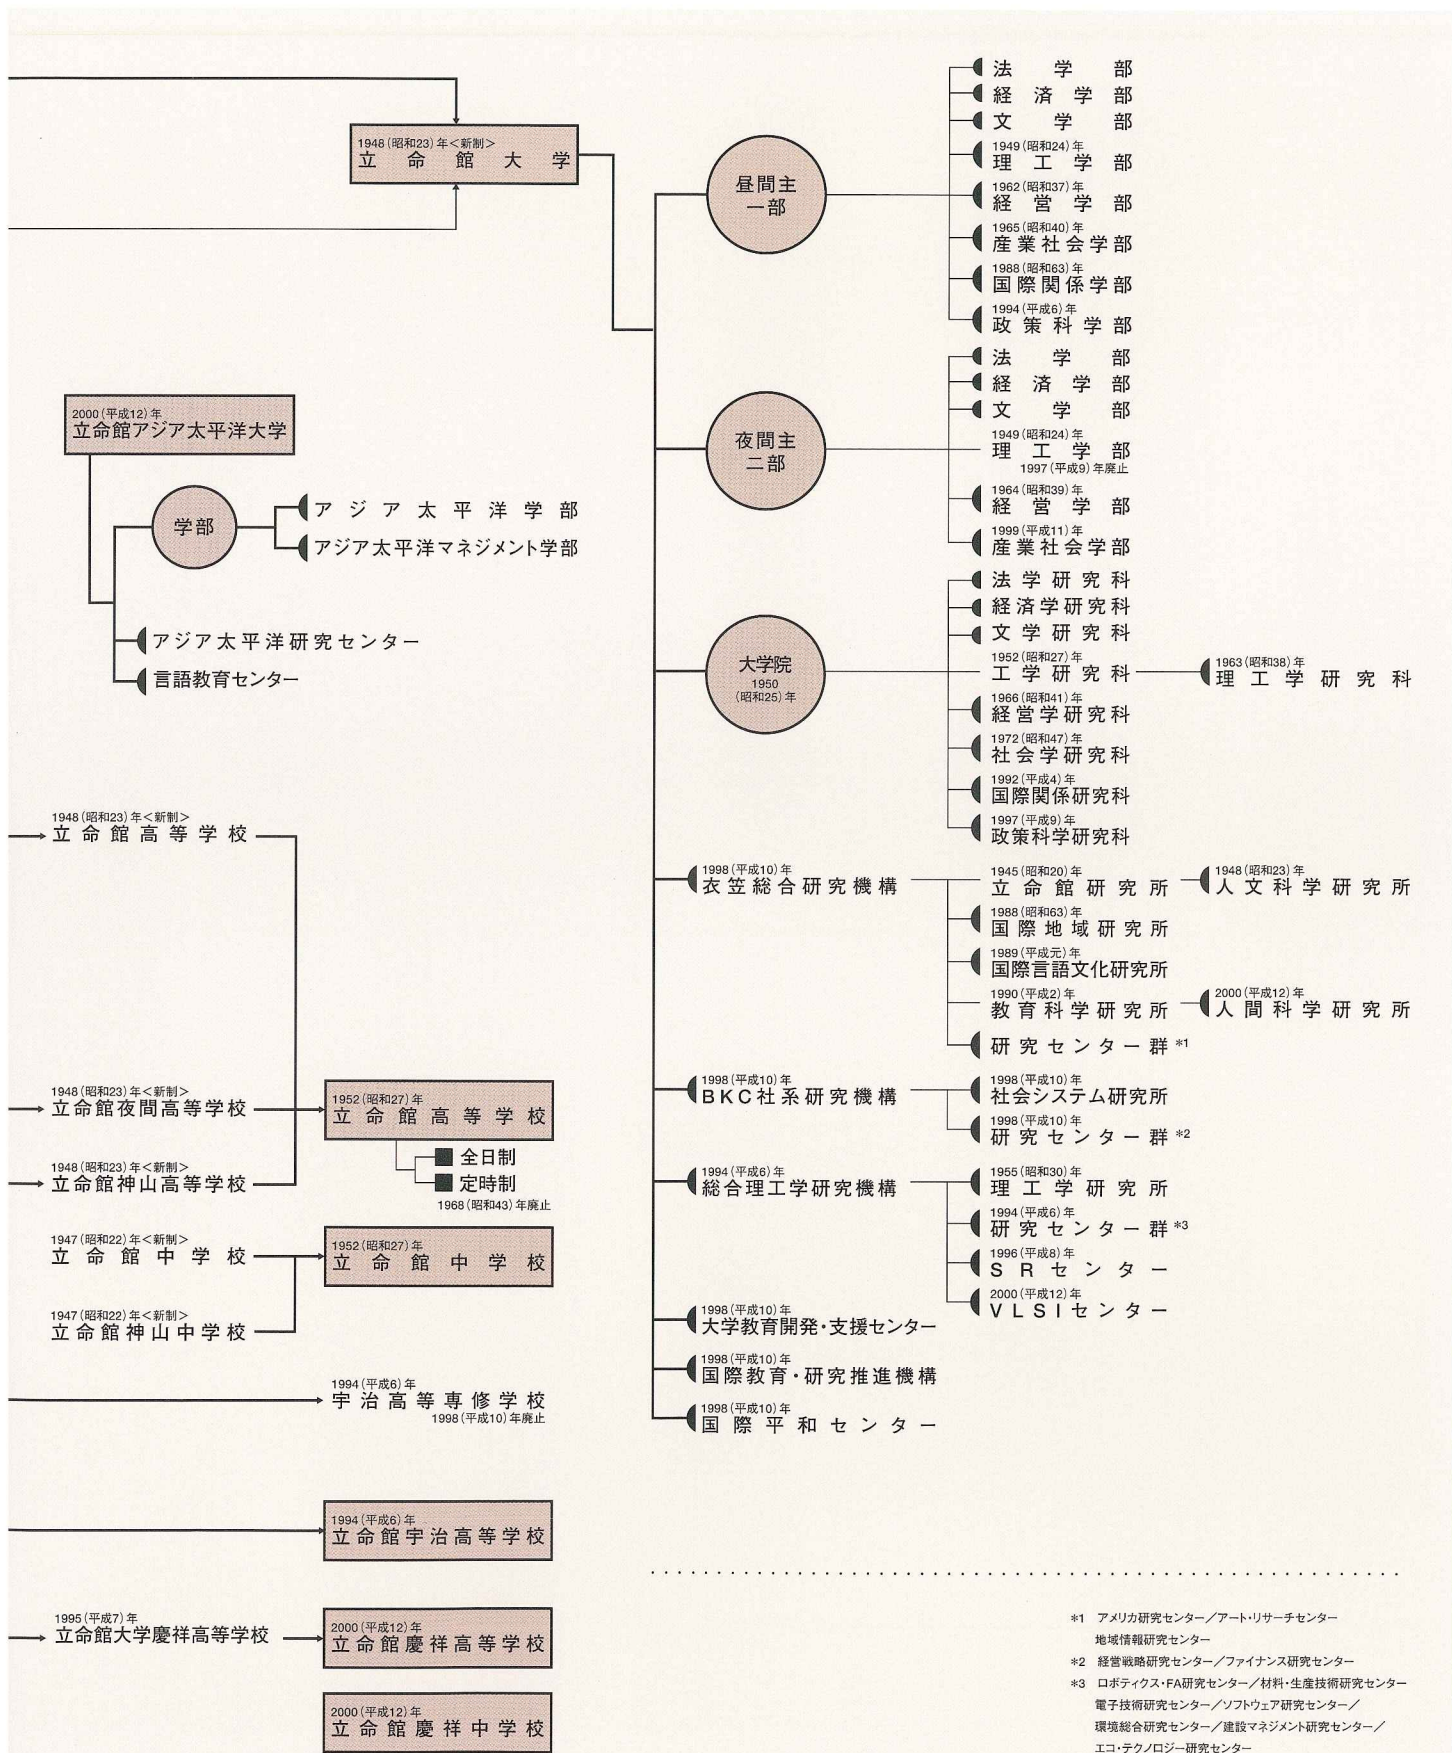 1948(昭和23)年<新制>
立命館大学
2000(平成12)年
立命館アジア太平洋大学
学部
アジア太平洋学部
アジア太平洋マネジメント学部
アジア太平洋研究センター
言語教育センター
1948(昭和23)年<新制>
立命館高等学校
1948(昭和23)年<新制>
立命館夜間高等学校
1948(昭和23)年<新制>
立命館神山高等学校
1952(昭和27)年
立命館高等学校
全日制
定時制
1968(昭和43)年廃止
1947(昭和22)年<新制>
立命館中学校
1947(昭和22)年<新制>
立命館神山中学校
1952(昭和27)年
立命館中学校
1994(平成6)年
宇治高等専修学校
1998(平成10)年廃止
1994(平成6)年
立命館宇治高等学校
1995(平成7)年
立命館大学慶祥高等学校
2000(平成12)年
立命館慶祥高等学校
2000(平成12)年
立命館慶祥中学校
昼間主
一部
法学部
経済学部
文学部
1949(昭和24)年
理工学部
1962(昭和37)年
経営学部
1965(昭和40)年
産業社会学部
1988(昭和63)年
国際関係学部
1994(平成6)年
政策科学部
夜間主
二部
法学部
経済学部
文学部
1949(昭和24)年
理工学部
1997(平成9)年廃止
1964(昭和39)年
経営学部
1999(平成11)年
産業社会学部
大学院
1950
(昭和25)年
法学研究科
経済学研究科
文学研究科
1952(昭和27)年
工学研究科
1963(昭和38)年
理工学研究科
1966(昭和41)年
経営学研究科
1972(昭和47)年
社会学研究科
1992(平成4)年
国際関係研究科
1997(平成9)年
政策科学研究科
1998(平成10)年
衣笠総合研究機構
1945(昭和20)年
立命館研究所
1948(昭和23)年
人文科学研究所
1988(昭和63)年
国際地域研究所
1989(平成元)年
国際言語文化研究所
1990(平成2)年
教育科学研究所
2000(平成12)年
人間科学研究所
研究センター群*1
1998(平成10)年
BKC社系研究機構
1998(平成10)年
社会システム研究所
1998(平成10)年
研究センター群*2
1994(平成6)年
総合理工学研究機構
1955(昭和30)年
理工学研究所
1994(平成6)年
研究センター群*3
1996(平成8)年
SRセンター
2000(平成12)年
VLSIセンター
1998(平成10)年
大学教育開発・支援センター
1998(平成10)年
国際教育・研究推進機構
1998(平成10)年
国際平和センター
*1 アメリカ研究センター/アート・リサーチセンター
地域情報研究センター
*2 経営戦略研究センター/ファイナンス研究センター
*3 ロボティクス・FA研究センター/材料・生産技術研究センター
電子技術研究センター/ソフトウェア研究センター/
環境総合研究センター/建設マネジメント研究センター/
エコ・テクノロジー研究センター